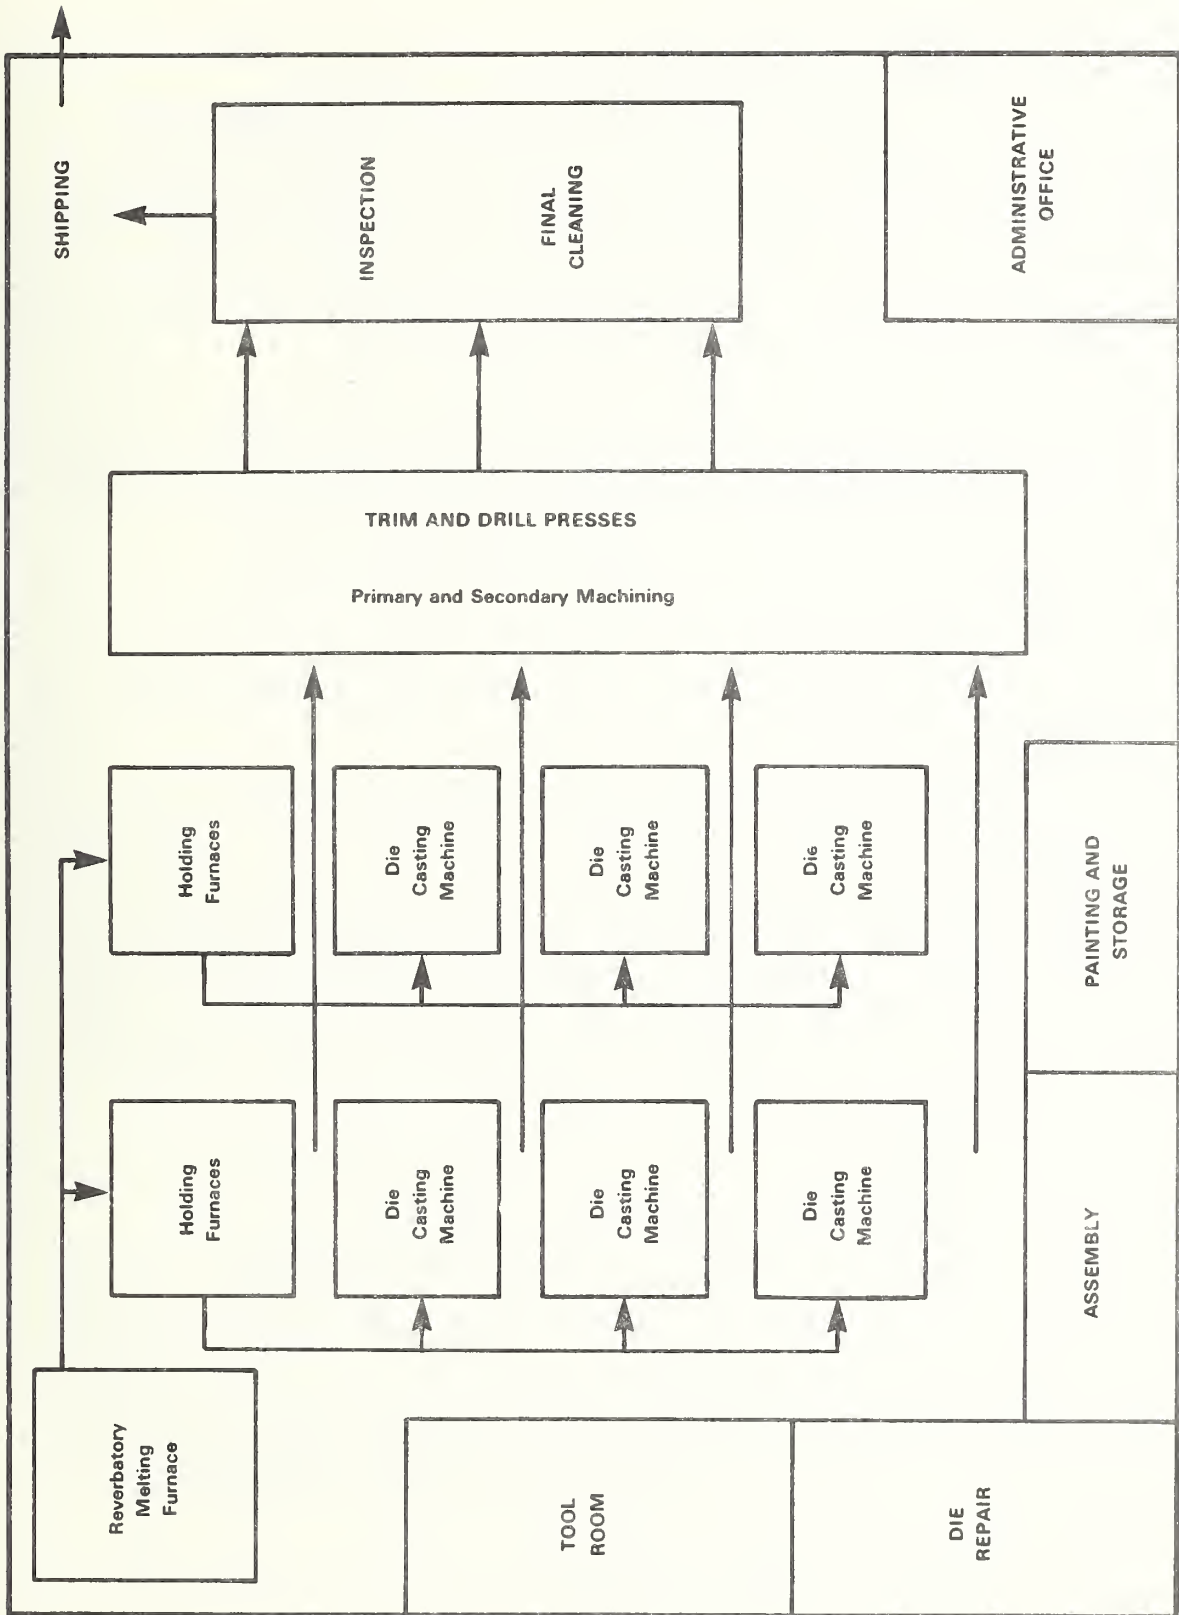 SHIPPING
INSPECTION
FINAL
CLEANING
ADMINISTRATIVE
OFFICE
TRIM AND DRILL PRESSES
Primary and Secondary Machining
Holding
Furnaces
Die
Casting
Machine
Die
Casting
Machine
Die
Casting
Machine
PAINTING AND
STORAGE
Holding
Furnaces
Die
Casting
Machine
Die
Casting
Machine
Die
Casting
Machine
ASSEMBLY
Reverbatory
Melting
Furnace
TOOL
ROOM
DIE
REPAIR